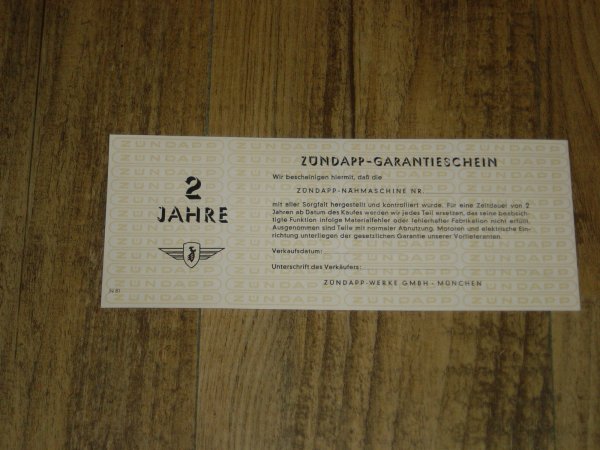 2
JAHRE
ZÜNDAPP-GARANTIESCHEIN
Wir bescheinigen hiermit, daß die
ZÜNDAPP-NÄHMASCHINE NR.
mit aller Sorgfalt hergestellt und kontrolliert würde. Für eine Zeitdauer von 2
Jahren ab Datum des Kaufes werden wir jedes Teil ersetzen, das seine beabsich-
tigte Funktion infolge Materialfehler oder fehlerhafter Fabrikation nicht erfüllt.
Ausgenommen sind Teile mit normaler Abnutzung. Motoren und elektrische Ein-
richtung unterliegen der gesetzlichen Garantie unserer Vorlieferanten.
Verkaufsdatum:
Unterschrift des Verkäufers:
ZÜNDAPP-WERKE GMBH - MÜNCHEN